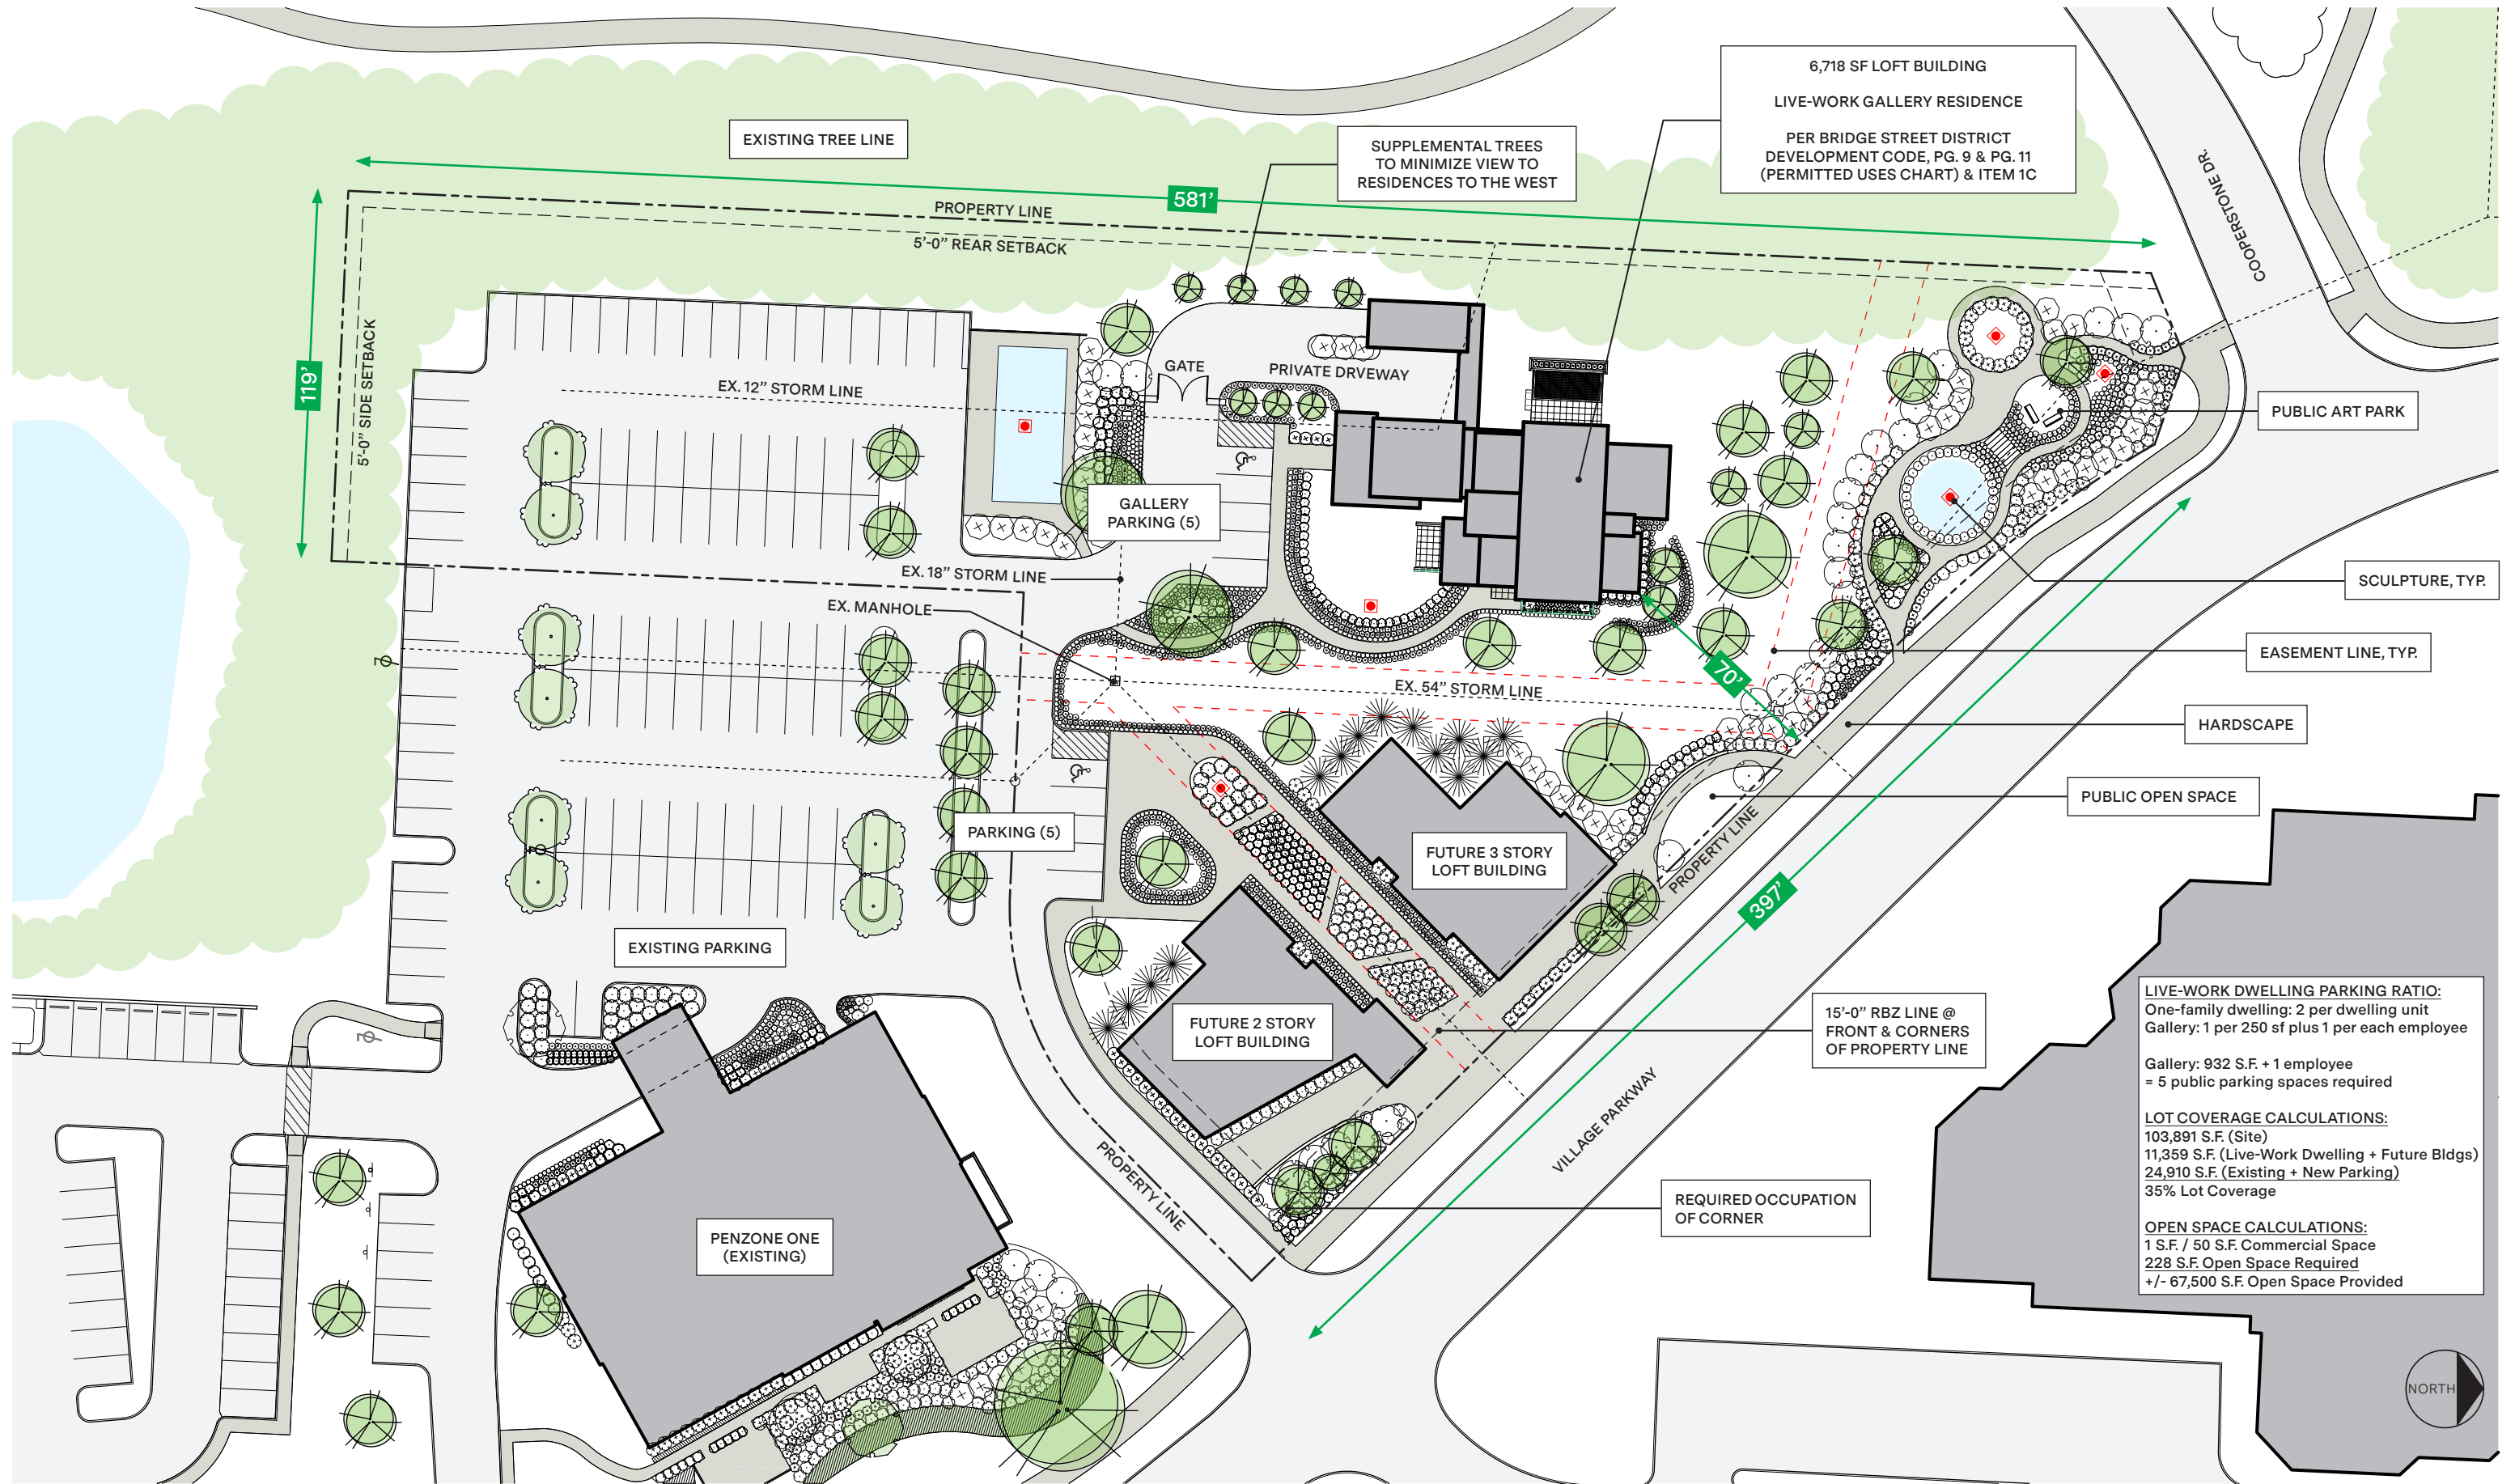 6,718 SF LOFT BUILDING
LIVE-WORK GALLERY RESIDENCE
PER BRIDGE STREET DISTRICT
DEVELOPMENT CODE, PG. 9 & PG. 11
(PERMITTED USES CHART) & ITEM 1C
EXISTING TREE LINE
SUPPLEMENTAL TREES
TO MINIMIZE VIEW TO
RESIDENCES TO THE WEST
COOPERSTONE DR.
581'
PROPERTY LINE
5'-0" REAR SETBACK
119'
5'-0" SIDE SETBACK
GATE
PRIVATE DRVEWAY
EX. 12" STORM LINE
PUBLIC ART PARK
GALLERY
PARKING (5)
EX. 18" STORM LINE
SCULPTURE, TYP.
EX. MANHOLE
EASEMENT LINE, TYP.
70'
EX. 54" STORM LINE
HARDSCAPE
PUBLIC OPEN SPACE
PARKING (5)
FUTURE 3 STORY
LOFT BUILDING
PROPERTY LINE
397'
EXISTING PARKING
FUTURE 2 STORY
LOFT BUILDING
15'-0" RBZ LINE @
FRONT & CORNERS
OF PROPERTY LINE
VILLAGE PARKWAY
PROPERTY LINE
REQUIRED OCCUPATION
OF CORNER
PENZONE ONE
(EXISTING)
LIVE-WORK DWELLING PARKING RATIO:
One-family dwelling: 2 per dwelling unit
Gallery: 1 per 250 sf plus 1 per each employee
Gallery: 932 S.F. + 1 employee
= 5 public parking spaces required
LOT COVERAGE CALCULATIONS:
103,891 S.F. (Site)
11,359 S.F. (Live-Work Dwelling + Future Bldgs)
24,910 S.F. (Existing + New Parking)
35% Lot Coverage
OPEN SPACE CALCULATIONS:
1 S.F. / 50 S.F. Commercial Space
228 S.F. Open Space Required
+/- 67,500 S.F. Open Space Provided
NORTH